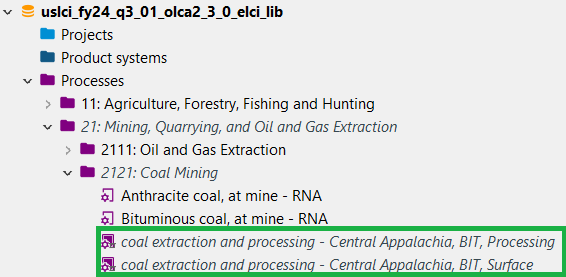 uslci_fy24_q3_01_olca2_3_0_elci_lib
Projects
Product systems
Processes
11: Agriculture, Forestry, Fishing and Hunting
21: Mining, Quarrying, and Oil and Gas Extraction
2111: Oil and Gas Extraction
2121: Coal Mining
Anthracite coal, at mine - RNA
Bituminous coal, at mine - RNA
coal extraction and processing - Central Appalachia, BIT, Processing
coal extraction and processing - Central Appalachia, BIT, Surface